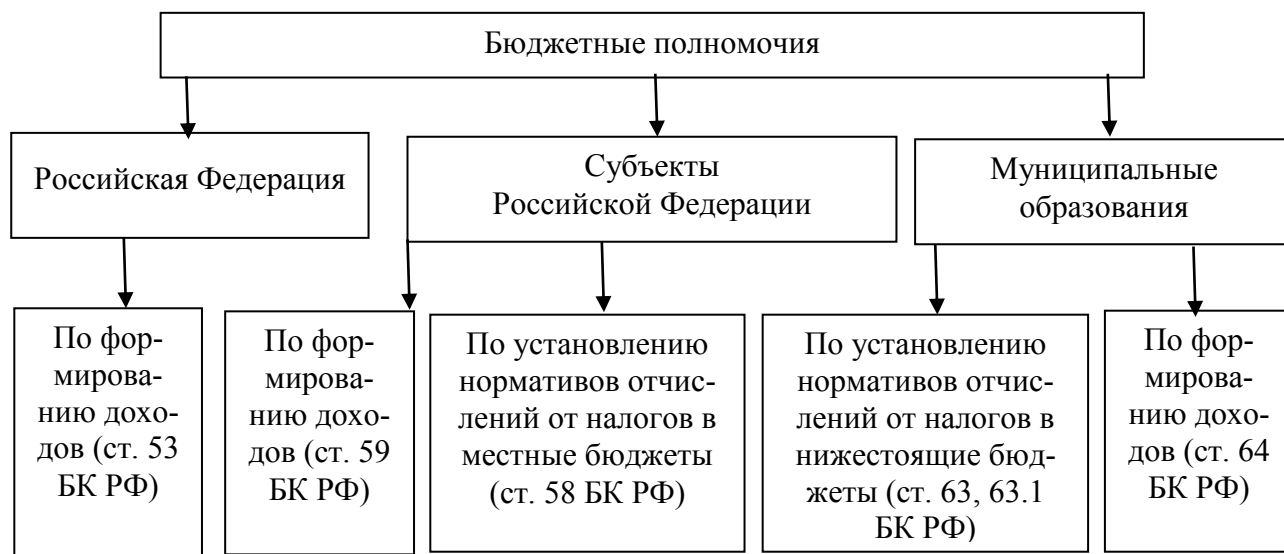 Бюджетные полномочия
Российская Федерация
Субъекты
Российской Федерации
Муниципальные
образования
По фор-
мирова-
нию дохо-
дов (ст. 53
БК РФ)
По фор-
мирова-
нию дохо-
дов (ст. 59
БК РФ)
По установлению
нормативов отчис-
лений от налогов в
местные бюджеты
(ст. 58 БК РФ)
По установлению
нормативов отчис-
лений от налогов в
нижестоящие бюд-
жеты (ст. 63, 63.1
БК РФ)
По фор-
мирова-
нию дохо-
дов (ст. 64
БК РФ)